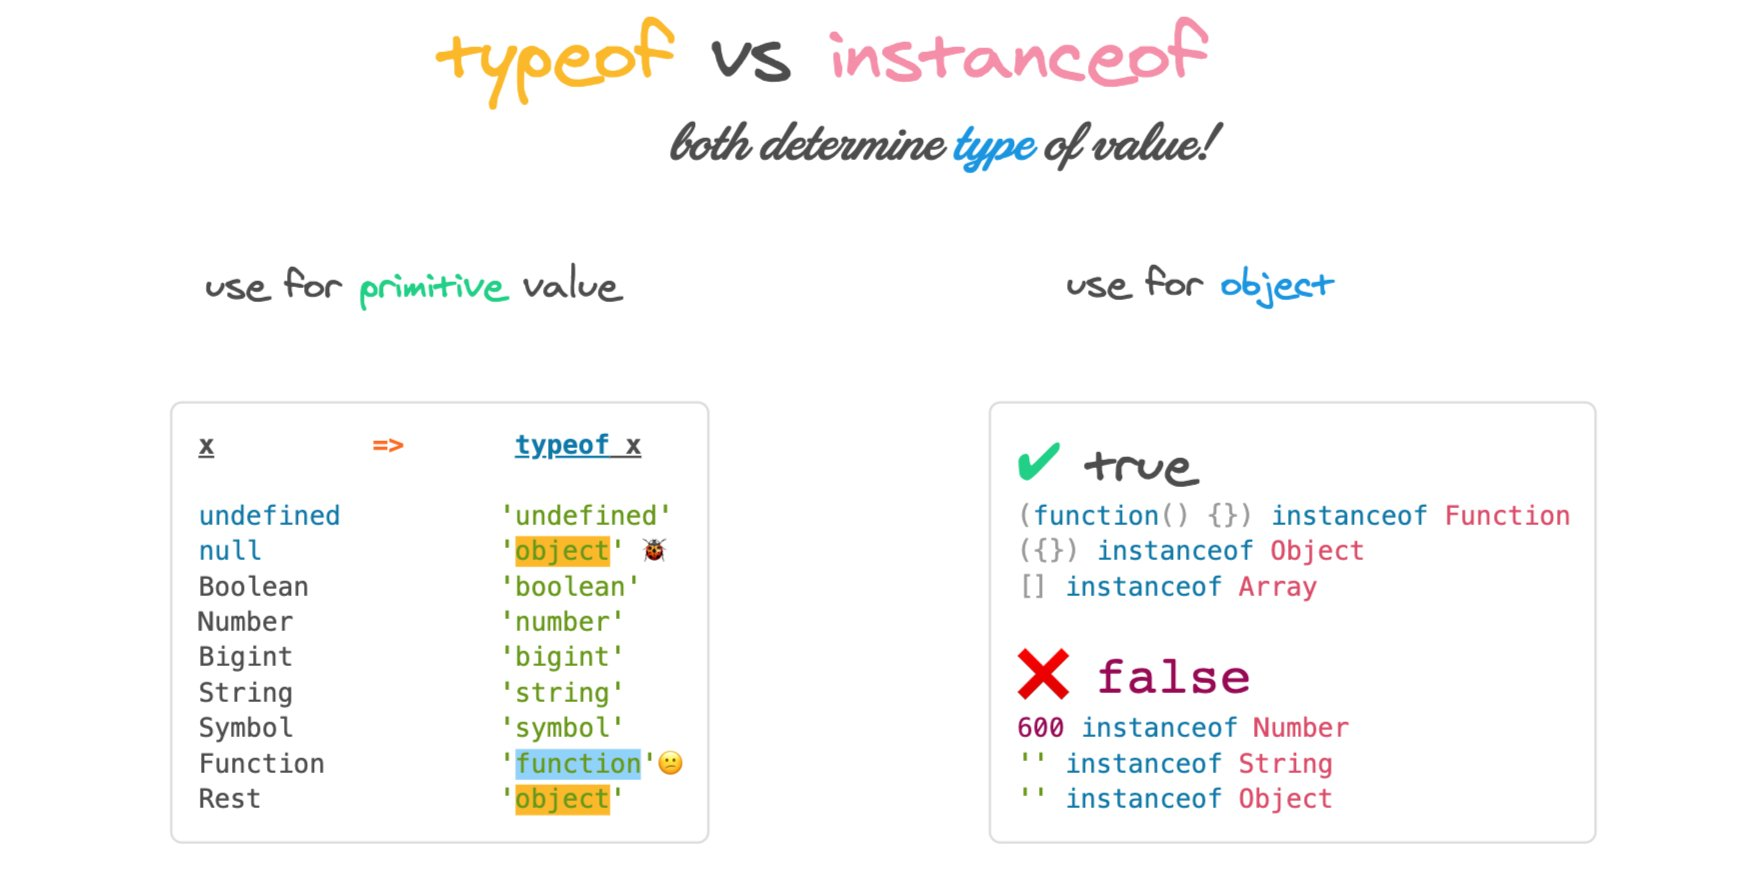 typeof vs instanceof
both determine type of value!
use for primitive value
x => typeof x
undefined 'undefined'
null 'object' 🐞
Boolean 'boolean'
Number 'number'
Bigint 'bigint'
String 'string'
Symbol 'symbol'
Function 'function'😕
Rest 'object'
use for object
✔ true
(function() {}) instanceof Function
({}) instanceof Object
[] instanceof Array
❌ false
600 instanceof Number
'' instanceof String
'' instanceof Object